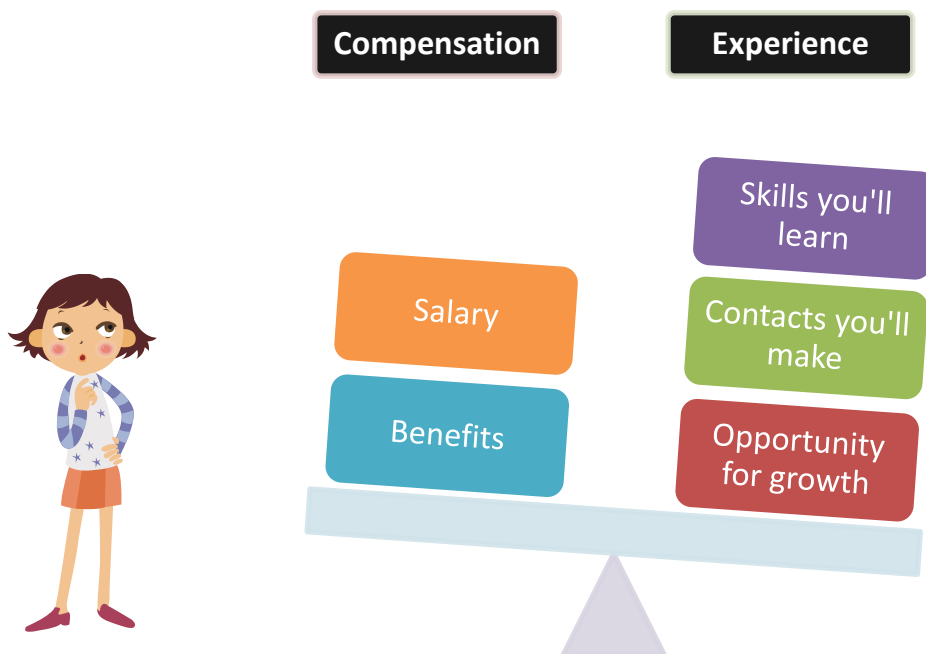 Compensation
Experience
Salary
Benefits
Skills you'll
learn
Contacts you'll
make
Opportunity
for growth